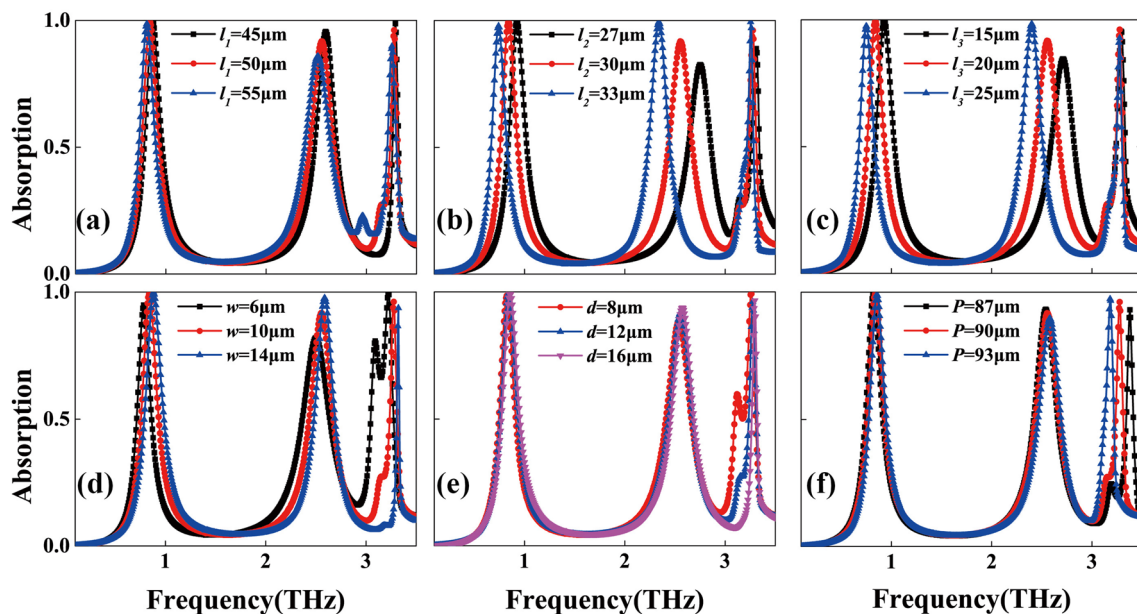 1.0
l₁=45μm
l₁=50μm
l₁=55μm
0.5
Absorption
(a)
0.0
l₂=27μm
l₂=30μm
l₂=33μm
(b)
l₃=15μm
l₃=20μm
l₃=25μm
(c)
1.0
w=6μm
w=10μm
w=14μm
0.5
Absorption
(d)
0.0
1 2 3
Frequency(THz)
d=8μm
d=12μm
d=16μm
(e)
1 2 3
Frequency(THz)
P=87μm
P=90μm
P=93μm
(f)
1 2 3
Frequency(THz)